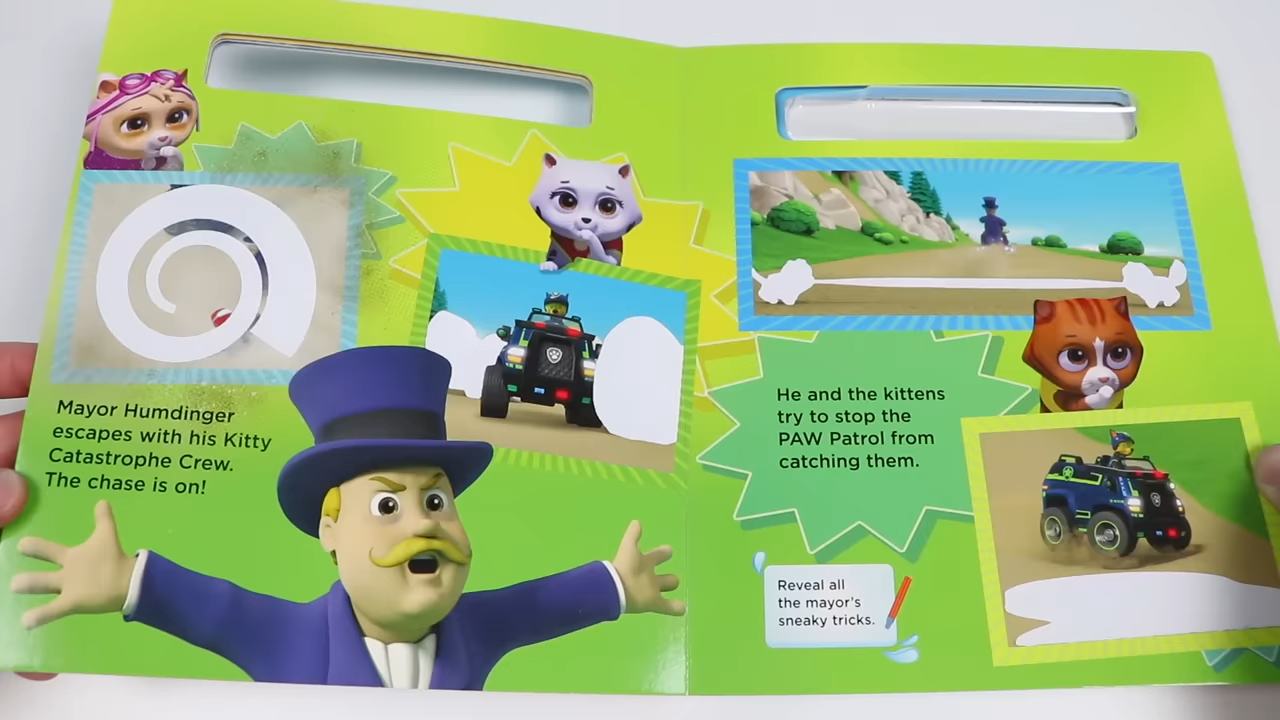 Mayor Humdinger
escapes with his Kitty
Catastrophe Crew.
The chase is on!
He and the kittens
try to stop the
PAW Patrol from
catching them.
Reveal all
the mayor's
sneaky tricks.